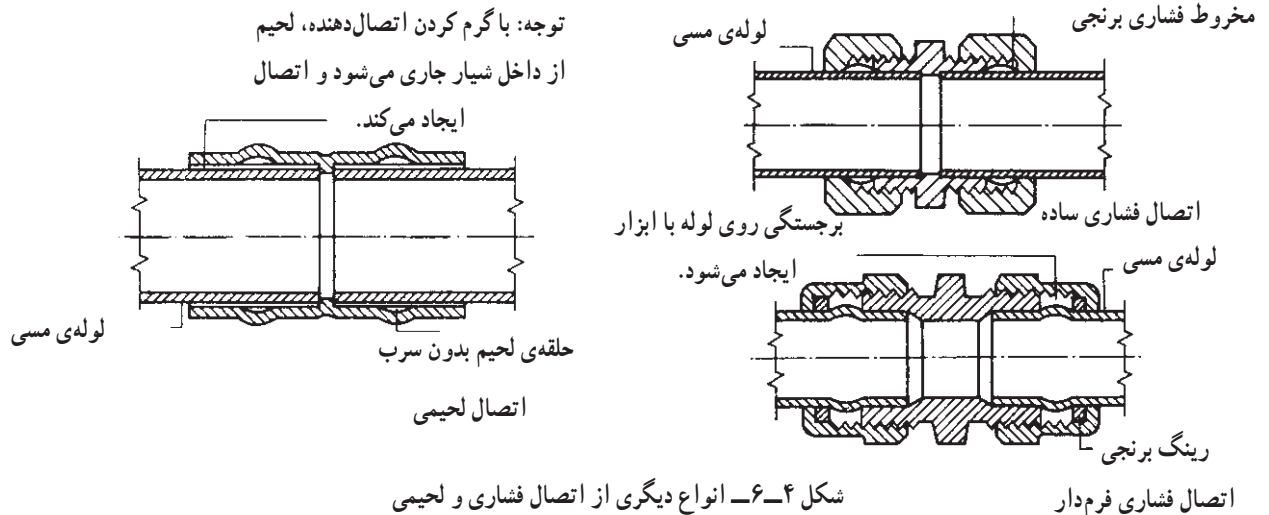 مخروط فشاری برنجی
لوله‌ی مسی
اتصال فشاری ساده
برجستگی روی لوله با ابزار
ایجاد می‌شود.
لوله‌ی مسی
رینگ برنجی
اتصال فشاری فرم‌دار
توجه: با گرم کردن اتصال‌دهنده، لحیم
از داخل شیار جاری می‌شود و اتصال
ایجاد می‌کند.
لوله‌ی مسی
حلقه‌ی لحیم بدون سرب
اتصال لحیمی
شکل ۴ــ۶ــ انواع دیگری از اتصال فشاری و لحیمی